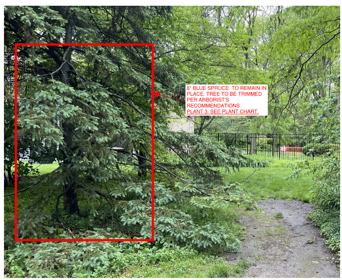 8" BLUE SPRUCE. TO REMAIN IN
PLACE. TREE TO BE TRIMMED
PER ARBORIST'S
RECOMMENDATIONS.
PLANT 3. SEE PLANT CHART.